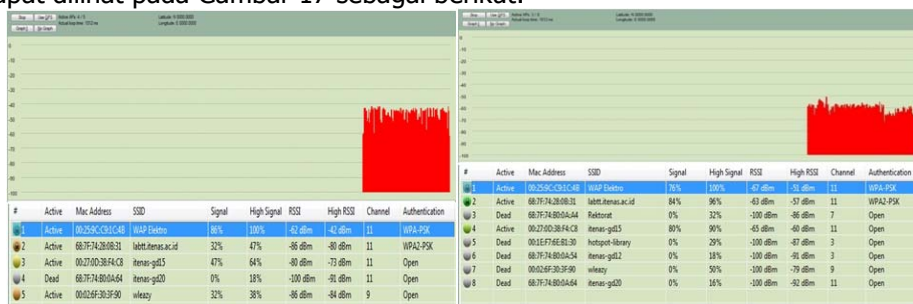 dapat dilihat pada Gambar 17 sebagai berikut.
# Active Mac Address SSID Signal High Signal RSSI High RSSI Channel Authentication
1 Active 00:25:9C:C9:1C:48 WAP Elektro 86% 100% -62 dBm -42 dBm 11 WPA-PSK
2 Active 68:7F:74:28:0B:31 labtt.itenas.ac.id 32% 47% -86 dBm -80 dBm 11 WPA2-PSK
3 Active 00:27:0D:38:F4:C8 itenas-gd15 47% 64% -80 dBm -73 dBm 11 Open
4 Dead 68:7F:74:B0:0A:64 itenas-gd20 0% 18% -100 dBm -91 dBm 11 Open
5 Active 00:02:6F:30:3F:90 wleazy 32% 38% -86 dBm -84 dBm 9 Open
# Active Mac Address SSID Signal High Signal RSSI High RSSI Channel Authentication
1 Active 00:25:9C:C9:1C:48 WAP Elektro 76% 100% -67 dBm -51 dBm 11 WPA-PSK
2 Active 68:7F:74:28:0B:31 labtt.itenas.ac.id 84% 96% -63 dBm -57 dBm 11 WPA2-PSK
3 Dead 68:7F:74:B0:0A:A4 Rektorat 0% 32% -100 dBm -86 dBm 7 Open
4 Active 00:27:0D:38:F4:C8 itenas-gd15 80% 90% -65 dBm -60 dBm 11 Open
5 Dead 00:1E:F7:6E:B1:30 hotspot-library 0% 29% -100 dBm -87 dBm 3 Open
6 Dead 68:7F:74:B0:0A:54 itenas-gd12 0% 18% -100 dBm -91 dBm 3 Open
7 Dead 00:02:6F:30:3F:90 wleazy 0% 50% -100 dBm -79 dBm 9 Open
8 Dead 68:7F:74:B0:0A:64 itenas-gd20 0% 16% -100 dBm -92 dBm 11 Open